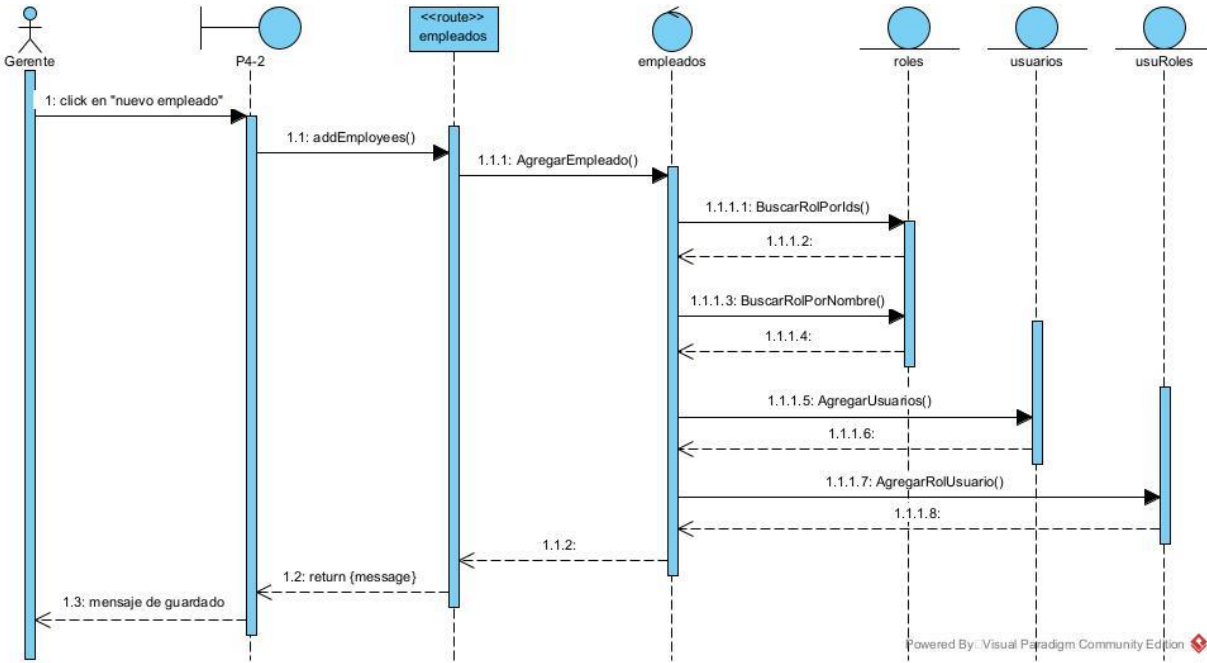 <<route>>
empleados
Gerente
P4-2
empleados
roles
usuarios
usuRoles
1: click en "nuevo empleado"
1.1: addEmployees()
1.1.1: AgregarEmpleado()
1.1.1.1: BuscarRolPorIds()
1.1.1.2:
1.1.1.3: BuscarRolPorNombre()
1.1.1.4:
1.1.1.5: AgregarUsuarios()
1.1.1.6:
1.1.1.7: AgregarRolUsuario()
1.1.1.8:
1.1.2:
1.2: return {message}
1.3: mensaje de guardado
Powered By Visual Paradigm Community Edition